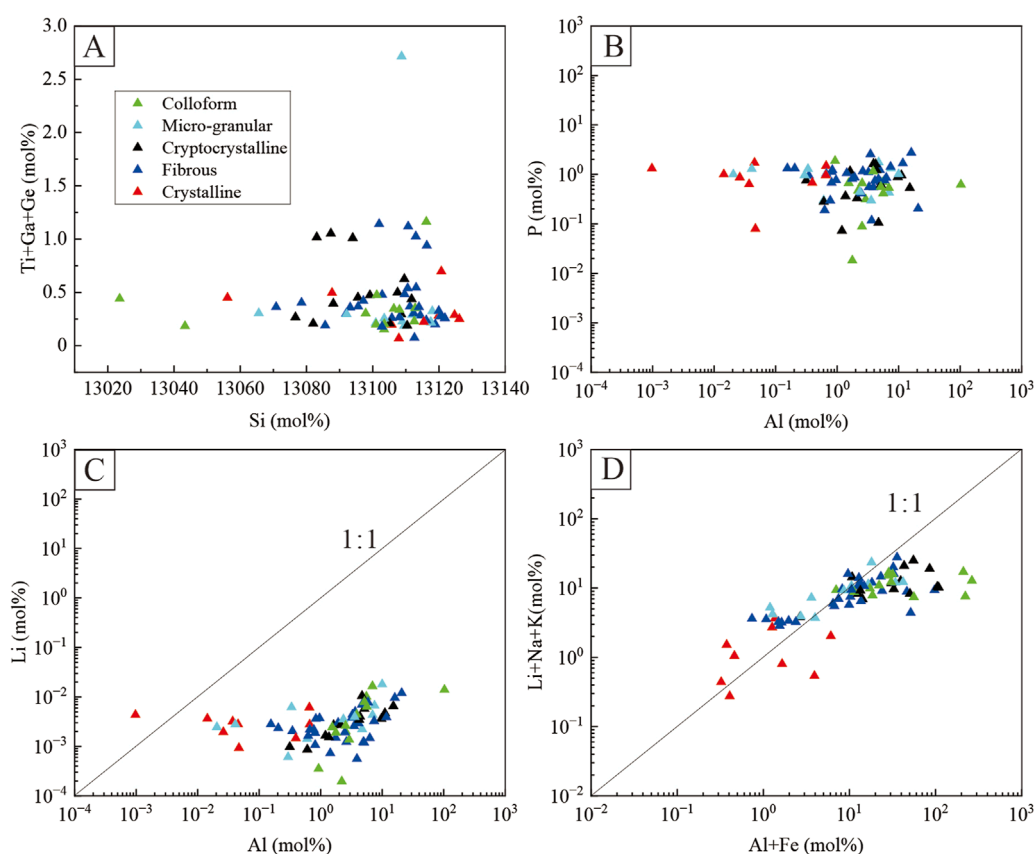 A
3.0
2.5
2.0
1.5
1.0
0.5
0
Ti+Ga+Ge (mol%)
Colloform
Micro-granular
Cryptocrystalline
Fibrous
Crystalline
13020 13040 13060 13080 13100 13120 13140
Si (mol%)
B
10³
10²
10¹
10⁰
10⁻¹
10⁻²
10⁻³
10⁻⁴
P (mol%)
10⁻⁴ 10⁻³ 10⁻² 10⁻¹ 10⁰ 10¹ 10² 10³
Al (mol%)
C
10³
10²
10¹
10⁰
10⁻¹
10⁻²
10⁻³
10⁻⁴
Li (mol%)
1:1
10⁻⁴ 10⁻³ 10⁻² 10⁻¹ 10⁰ 10¹ 10² 10³
Al (mol%)
D
10³
10²
10¹
10⁰
10⁻¹
10⁻²
Li+Na+K(mol%)
1:1
10⁻² 10⁻¹ 10⁰ 10¹ 10² 10³
Al+Fe (mol%)